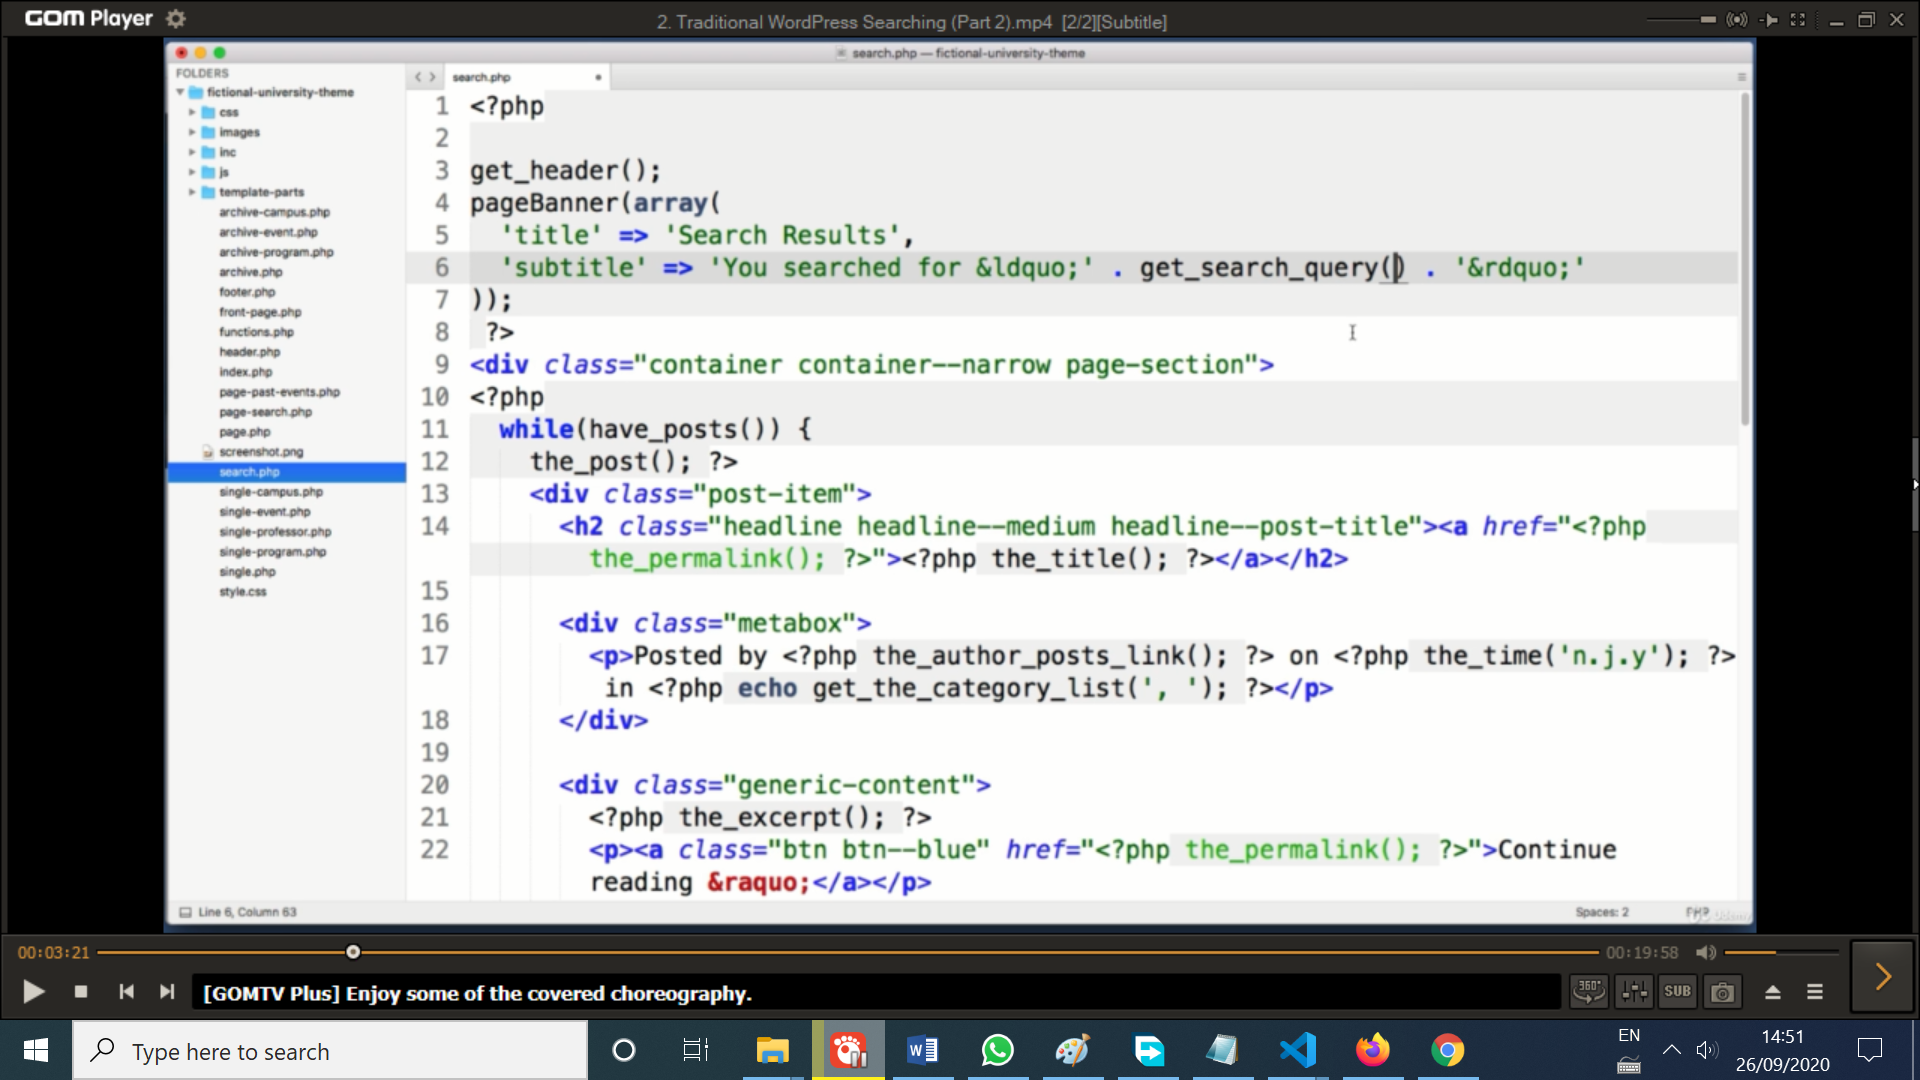 GOM Player
2. Traditional WordPress Searching (Part 2).mp4 [2/2][Subtitle]
search.php — fictional-university-theme
FOLDERS
fictional-university-theme
css
images
inc
js
template-parts
archive-campus.php
archive-event.php
archive-program.php
archive.php
footer.php
front-page.php
functions.php
header.php
index.php
page-past-events.php
page-search.php
page.php
screenshot.png
search.php
single-campus.php
single-event.php
single-professor.php
single-program.php
single.php
style.css
search.php
1 <?php
2
3 get_header();
4 pageBanner(array(
5 'title' => 'Search Results',
6 'subtitle' => 'You searched for &ldquo;' . get_search_query() . '&rdquo;'
7 ));
8 ?>
9 <div class="container container--narrow page-section">
10 <?php
11 while(have_posts()) {
12 the_post(); ?>
13 <div class="post-item">
14 <h2 class="headline headline--medium headline--post-title"><a href="<?php
the_permalink(); ?>"><?php the_title(); ?></a></h2>
15
16 <div class="metabox">
17 <p>Posted by <?php the_author_posts_link(); ?> on <?php the_time('n.j.y'); ?>
in <?php echo get_the_category_list(', '); ?></p>
18 </div>
19
20 <div class="generic-content">
21 <?php the_excerpt(); ?>
22 <p><a class="btn btn--blue" href="<?php the_permalink(); ?>">Continue
reading &raquo;</a></p>
Line 6, Column 63
Spaces: 2
PHP
Udemy
00:03:21
00:19:58
[GOMTV Plus] Enjoy some of the covered choreography.
360°
SUB
Type here to search
EN
14:51
26/09/2020